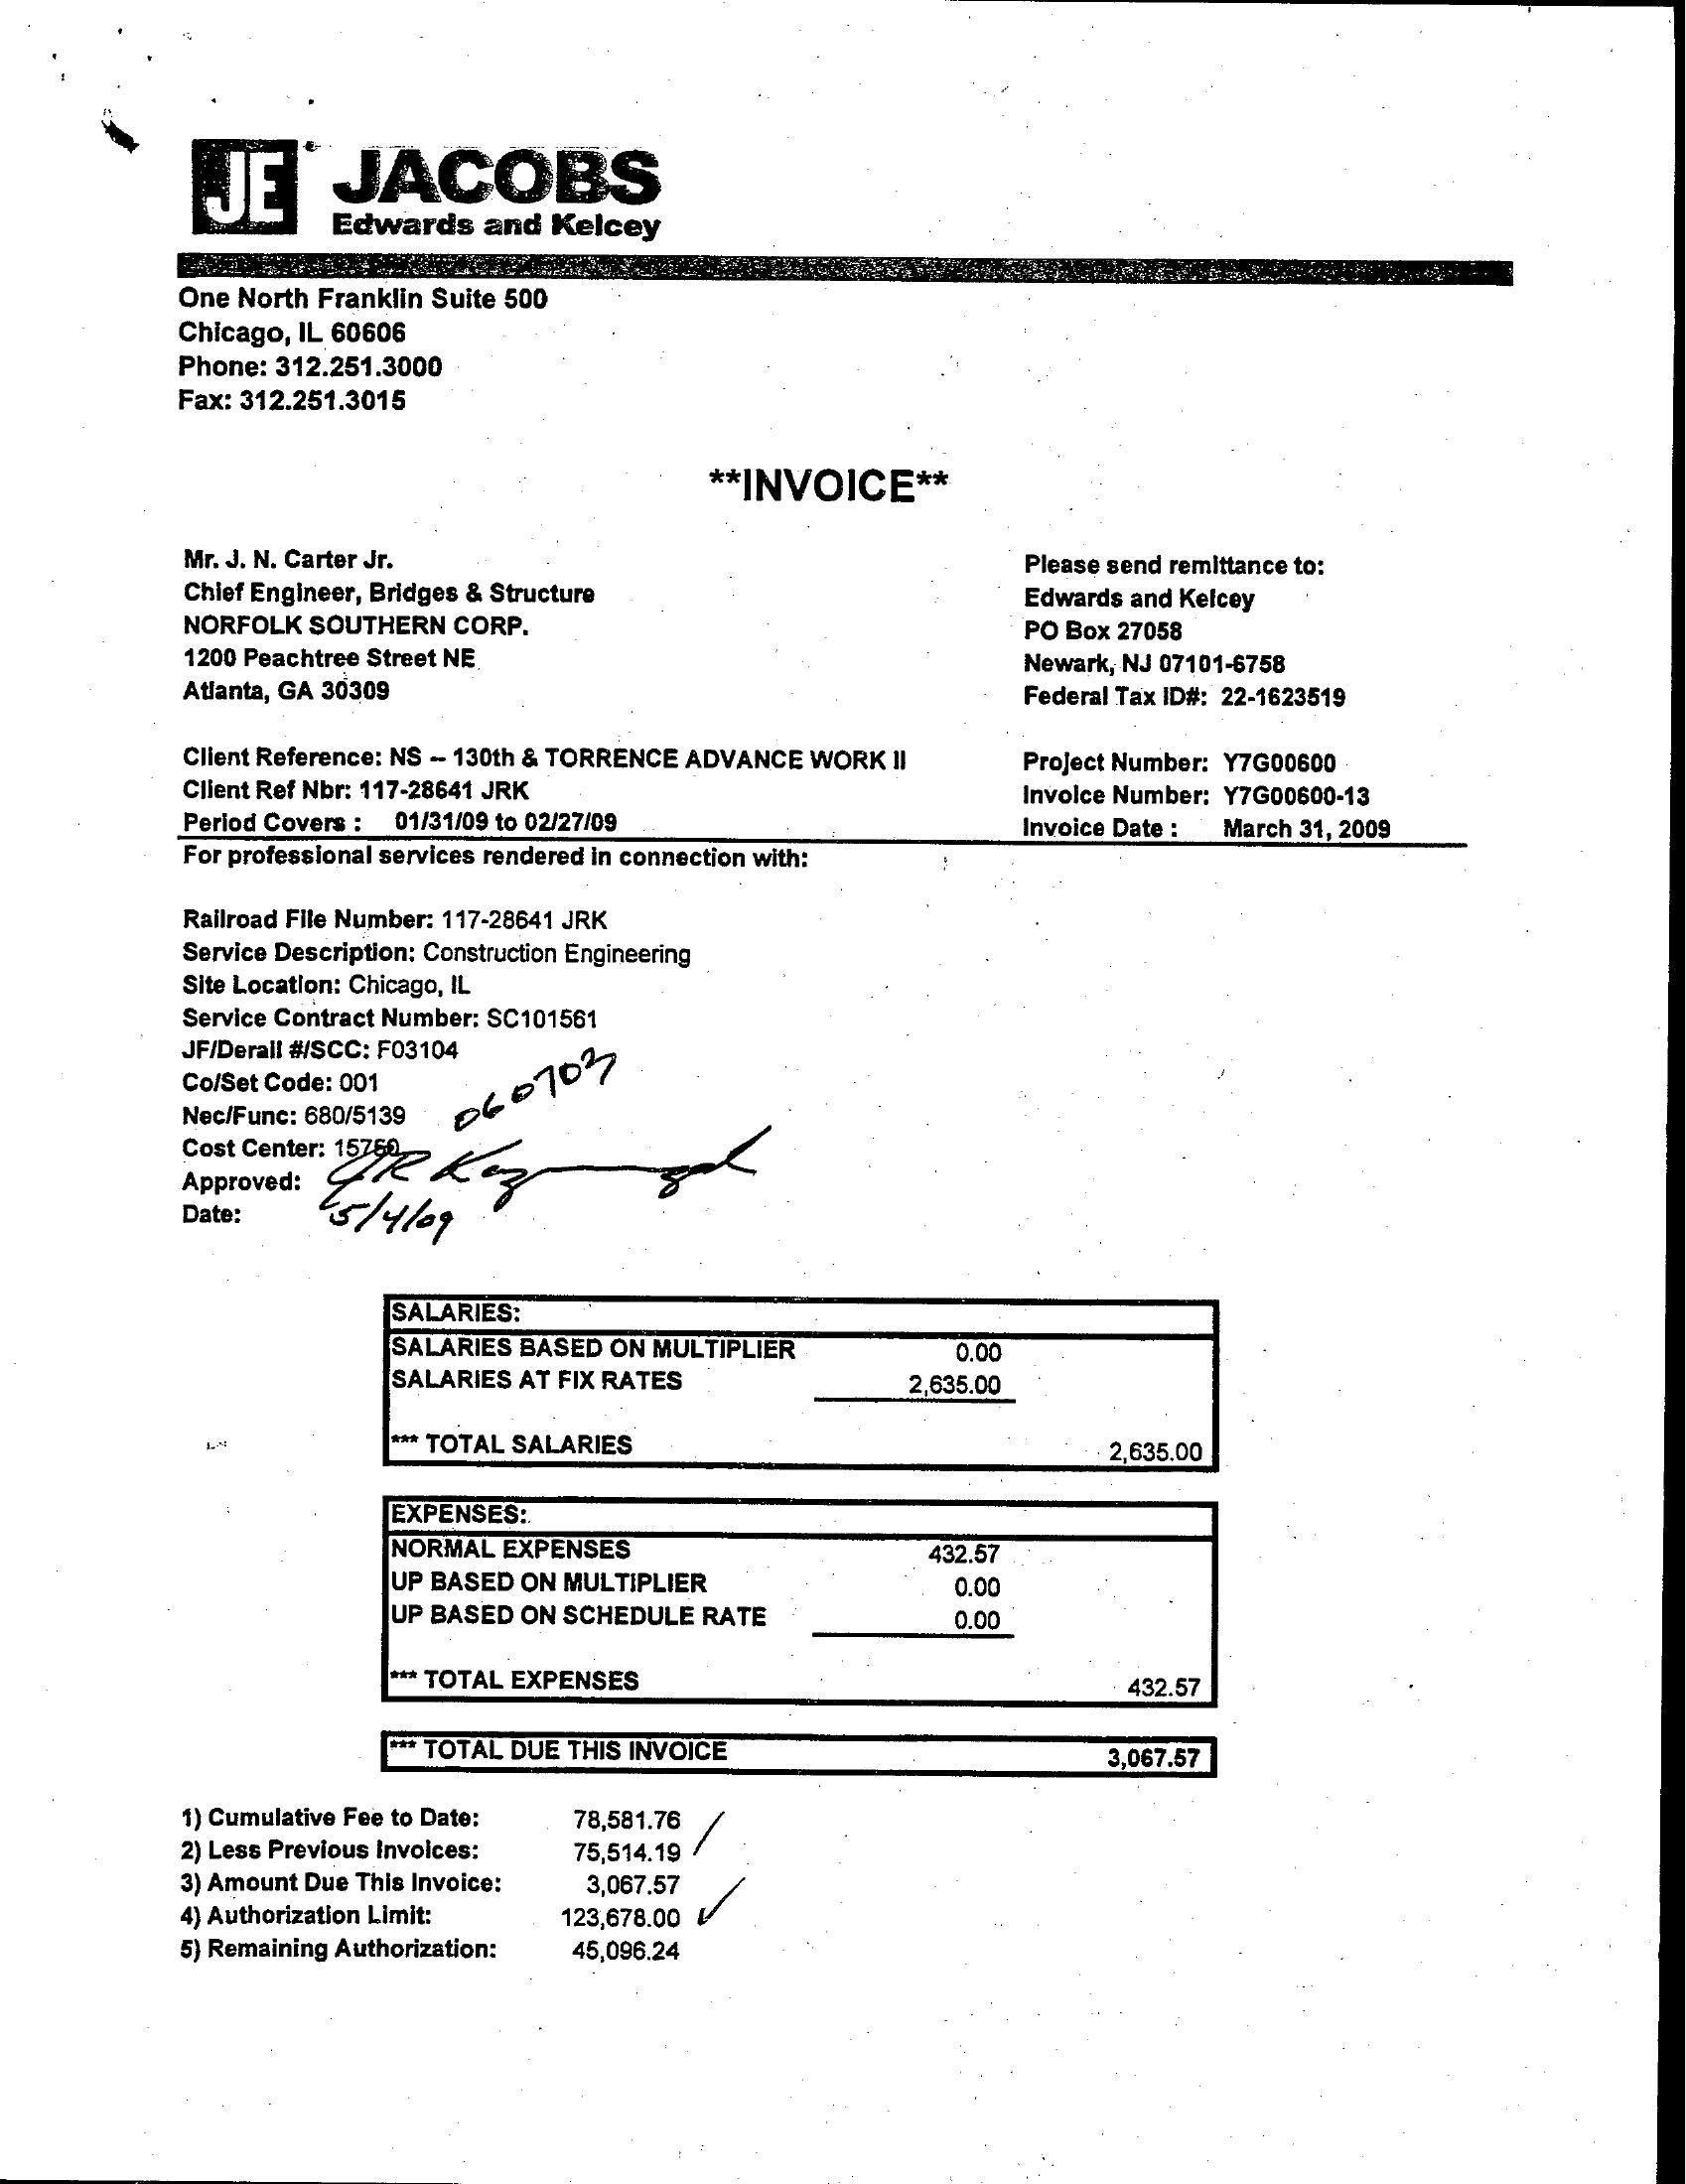 JE JACOBS
Edwards and Kelcey
One North Franklin Suite 500
Chicago, IL 60606
Phone: 312.251.3000
Fax: 312.251.3015
**INVOICE**
Mr. J. N. Carter Jr.
Chief Engineer, Bridges & Structure
NORFOLK SOUTHERN CORP.
1200 Peachtree Street NE
Atlanta, GA 30309
Please send remittance to:
Edwards and Kelcey
PO Box 27058
Newark, NJ 07101-6758
Federal Tax ID#: 22-1623519
Client Reference: NS -- 130th & TORRENCE ADVANCE WORK II
Client Ref Nbr: 117-28641 JRK
Period Covers : 01/31/09 to 02/27/09
Project Number: Y7G00600
Invoice Number: Y7G00600-13
Invoice Date : March 31, 2009
For professional services rendered in connection with:
Railroad File Number: 117-28641 JRK
Service Description: Construction Engineering
Site Location: Chicago, IL
Service Contract Number: SC101561
JF/Derail #/SCC: F03104
Co/Set Code: 001
Nec/Func: 680/5139 060703
Cost Center: 15750
Approved: JR
Date: 5/4/09
SALARIES:
SALARIES BASED ON MULTIPLIER 0.00
SALARIES AT FIX RATES 2,635.00
*** TOTAL SALARIES 2,635.00
EXPENSES:
NORMAL EXPENSES 432.57
UP BASED ON MULTIPLIER 0.00
UP BASED ON SCHEDULE RATE 0.00
*** TOTAL EXPENSES 432.57
*** TOTAL DUE THIS INVOICE 3,067.57
1) Cumulative Fee to Date: 78,581.76
2) Less Previous Invoices: 75,514.19
3) Amount Due This Invoice: 3,067.57
4) Authorization Limit: 123,678.00
5) Remaining Authorization: 45,096.24